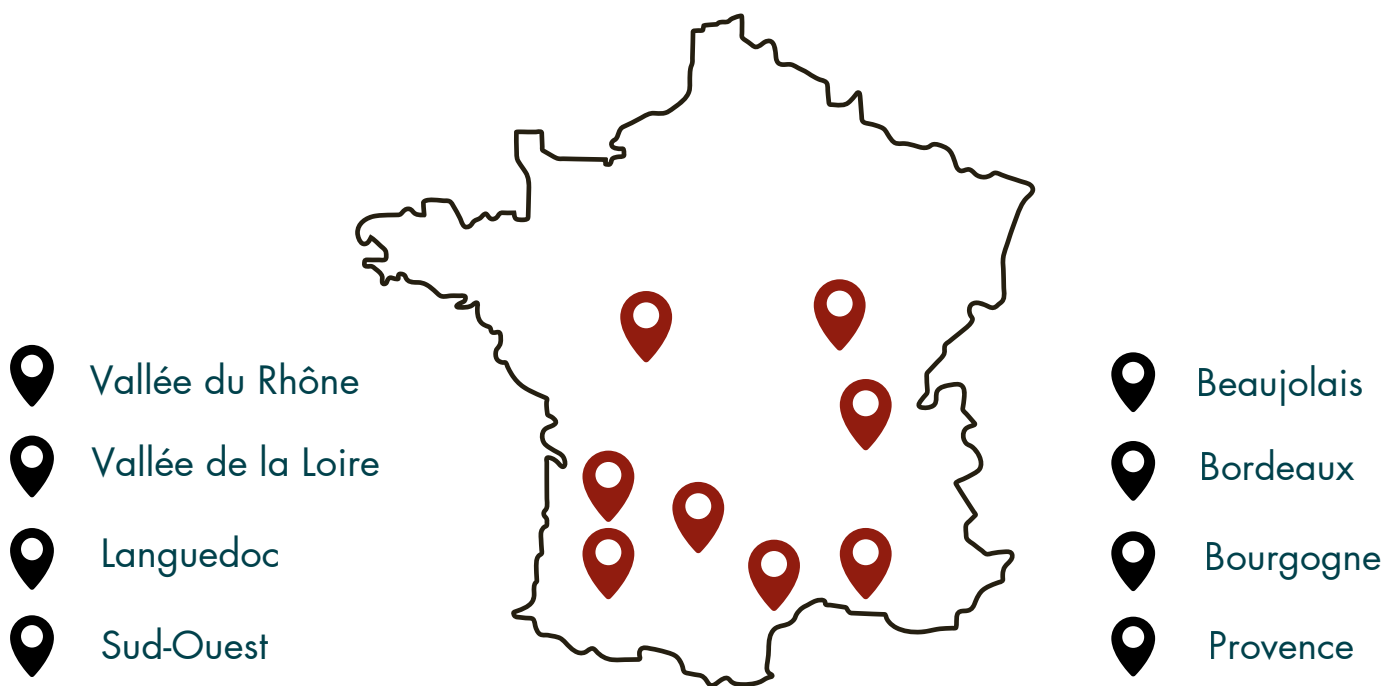 Vallée du Rhône
Vallée de la Loire
Languedoc
Sud-Ouest
Beaujolais
Bordeaux
Bourgogne
Provence